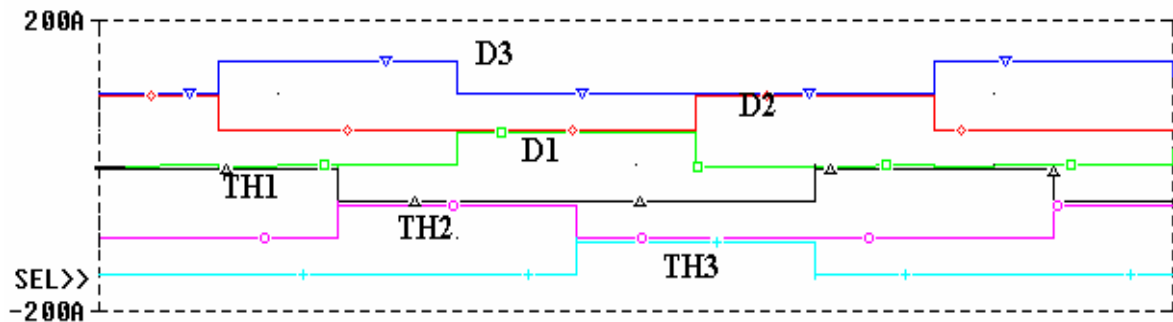 200A
D3
D2
D1
TH1
TH2
TH3
SEL>>
-200A